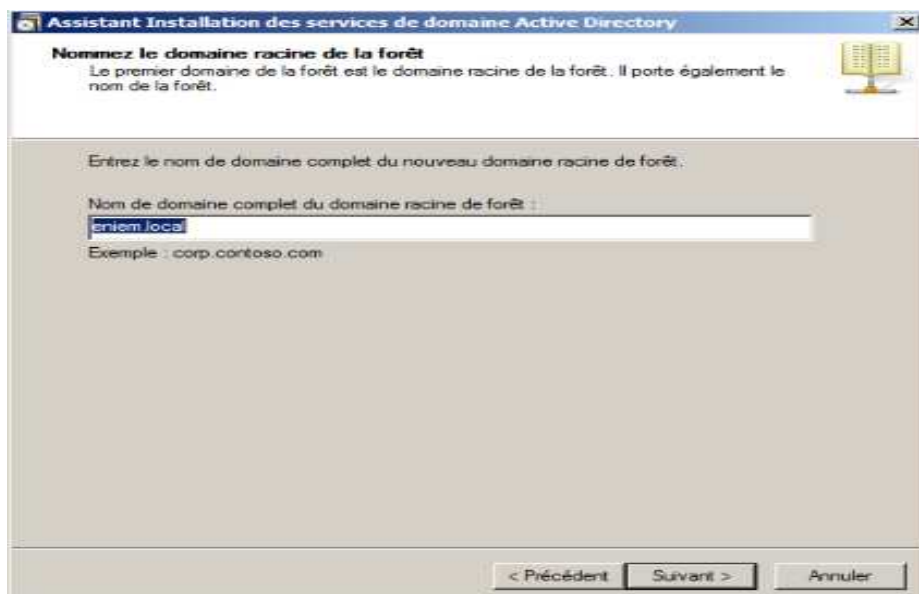 Assistant Installation des services de domaine Active Directory
Nommez le domaine racine de la forêt
Le premier domaine de la forêt est le domaine racine de la forêt. Il porte également le
nom de la forêt.
Entrez le nom de domaine complet du nouveau domaine racine de forêt.
Nom de domaine complet du domaine racine de forêt :
eniem.local
Exemple : corp.contoso.com
< Précédent
Suivant >
Annuler